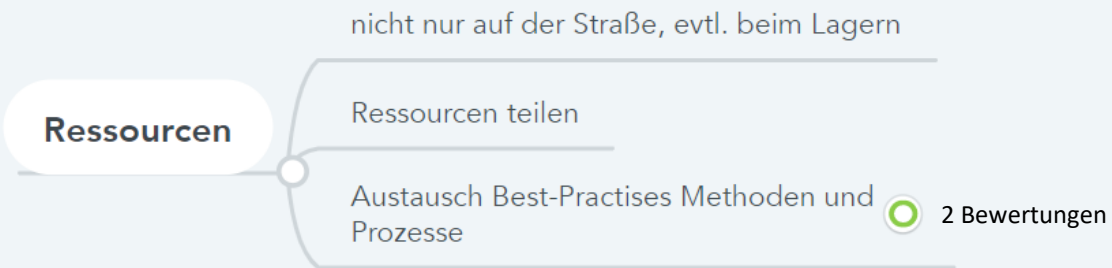 nicht nur auf der Straße, evtl. beim Lagern
Ressourcen
Ressourcen teilen
Austausch Best-Practises Methoden und
Prozesse
2 Bewertungen